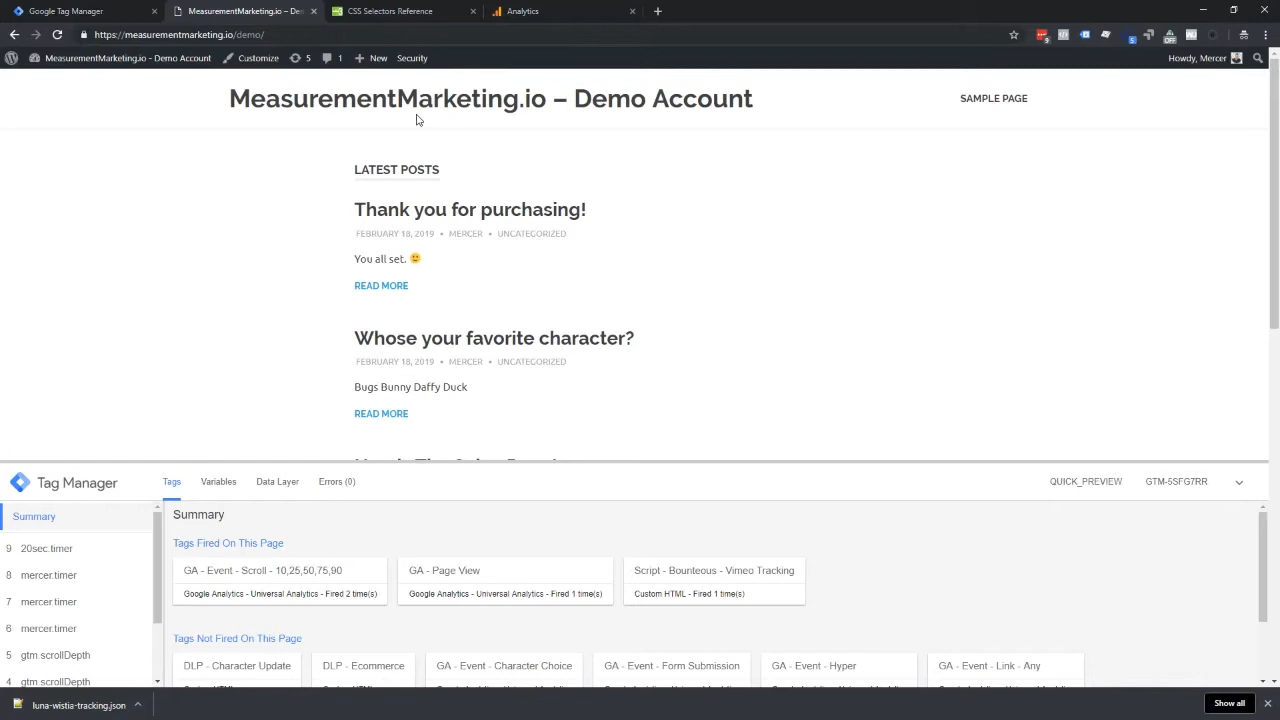 Google Tag Manager
MeasurementMarketing.io – Demo
CSS Selectors Reference
Analytics
https://measurementmarketing.io/demo/
MeasurementMarketing.io - Demo Account
Customize
5
1
New
Security
Howdy, Mercer
MeasurementMarketing.io – Demo Account
SAMPLE PAGE
LATEST POSTS
Thank you for purchasing!
FEBRUARY 18, 2019 • MERCER • UNCATEGORIZED
You all set.
READ MORE
Whose your favorite character?
FEBRUARY 18, 2019 • MERCER • UNCATEGORIZED
Bugs Bunny Daffy Duck
READ MORE
Tag Manager
Tags
Variables
Data Layer
Errors (0)
QUICK_PREVIEW
GTM-5SFG7RR
Summary
9 20sec.timer
8 mercer.timer
7 mercer.timer
6 mercer.timer
5 gtm.scrollDepth
4 gtm.scrollDepth
Summary
Tags Fired On This Page
GA - Event - Scroll - 10,25,50,75,90
Google Analytics - Universal Analytics - Fired 2 time(s)
GA - Page View
Google Analytics - Universal Analytics - Fired 1 time(s)
Script - Bounteous - Vimeo Tracking
Custom HTML - Fired 1 time(s)
Tags Not Fired On This Page
DLP - Character Update
DLP - Ecommerce
GA - Event - Character Choice
GA - Event - Form Submission
GA - Event - Hyper
GA - Event - Link - Any
luna-wistia-tracking.json
Show all